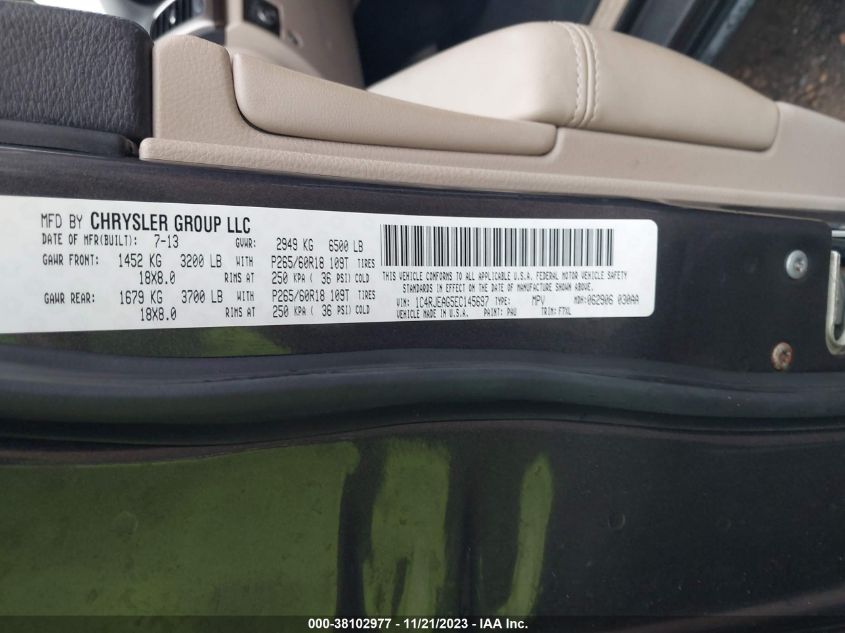 MFD BY CHRYSLER GROUP LLC
DATE OF MFR(BUILT): 7-13 GVWR: 2949 KG 6500 LB
GAWR FRONT: 1452 KG 3200 LB WITH P265/60R18 109T TIRES
18X8.0 RIMS AT 250 KPA ( 36 PSI) COLD
GAWR REAR: 1679 KG 3700 LB WITH P265/60R18 109T TIRES
18X8.0 RIMS AT 250 KPA ( 36 PSI) COLD
THIS VEHICLE CONFORMS TO ALL APPLICABLE U.S.A. FEDERAL MOTOR VEHICLE SAFETY
STANDARDS IN EFFECT ON THE DATE OF MANUFACTURE SHOWN ABOVE.
VIN: 1C4RJEAG5EC145697 TYPE: MPV MDH: 062906 030AA
VEHICLE MADE IN U.S.A. PAINT: PAU TRIM: F7XL
000-38102977 - 11/21/2023 - IAA Inc.